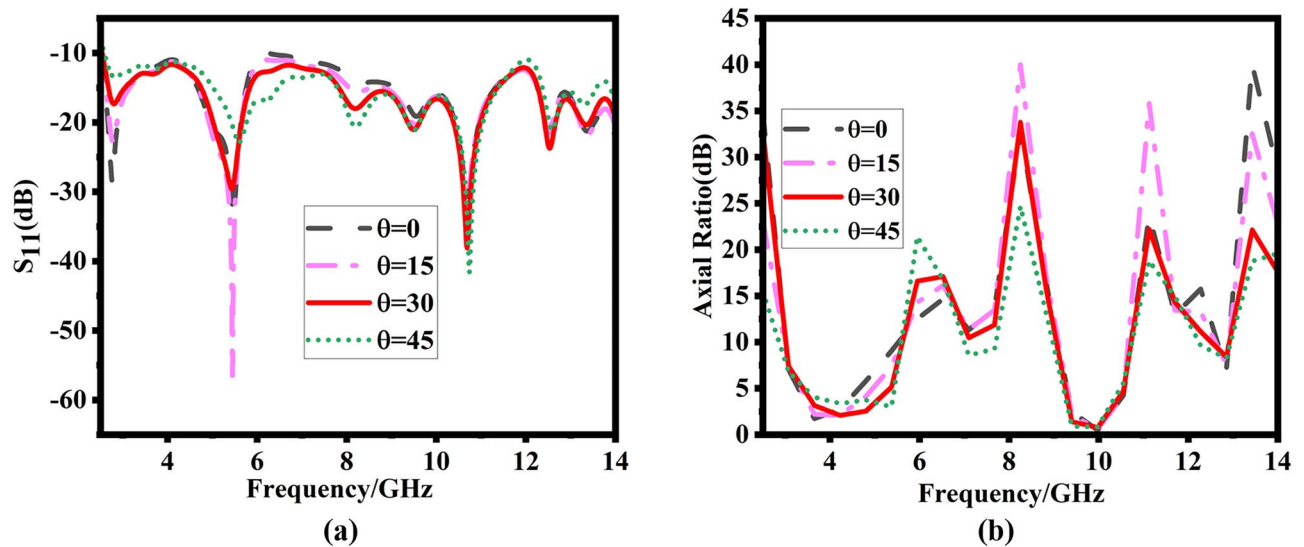 -10
-20
-30
-40
-50
-60
S11(dB)
θ=0
θ=15
θ=30
θ=45
4 6 8 10 12 14
Frequency/GHz
(a)
45
40
35
30
25
20
15
10
5
0
Axial Ratio(dB)
θ=0
θ=15
θ=30
θ=45
4 6 8 10 12 14
Frequency/GHz
(b)